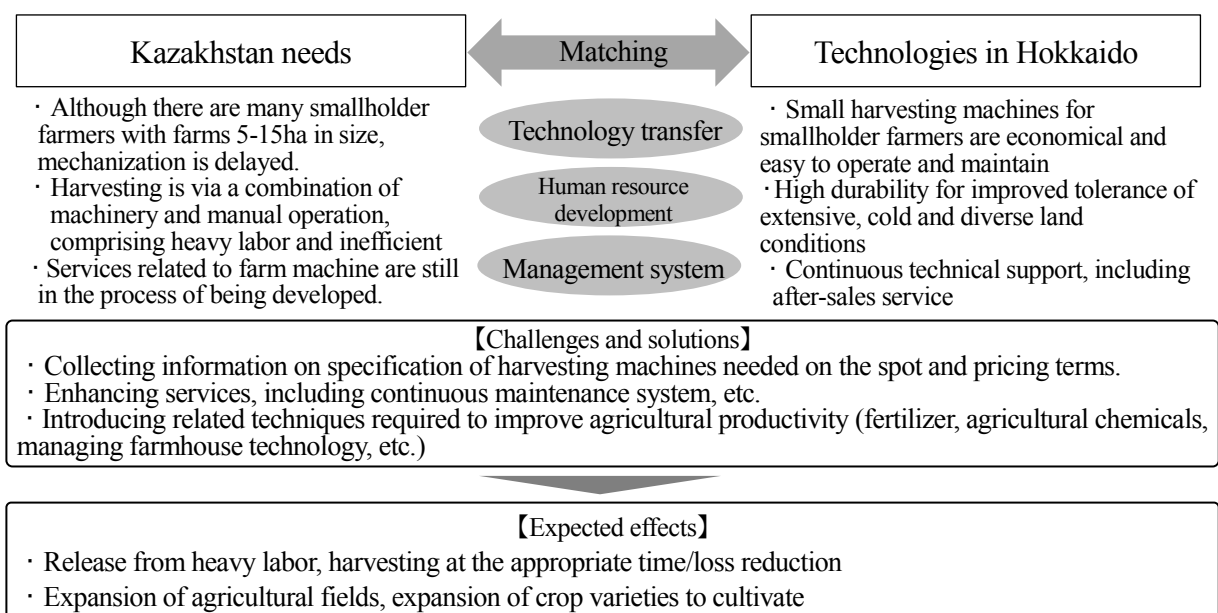 Kazakhstan needs
Matching
Technologies in Hokkaido
· Although there are many smallholder
farmers with farms 5-15ha in size,
mechanization is delayed.
· Harvesting is via a combination of
machinery and manual operation,
comprising heavy labor and inefficient
· Services related to farm machine are still
in the process of being developed.
Technology transfer
Human resource
development
Management system
· Small harvesting machines for
smallholder farmers are economical and
easy to operate and maintain
·High durability for improved tolerance of
extensive, cold and diverse land
conditions
· Continuous technical support, including
after-sales service
【Challenges and solutions】
· Collecting information on specification of harvesting machines needed on the spot and pricing terms.
· Enhancing services, including continuous maintenance system, etc.
· Introducing related techniques required to improve agricultural productivity (fertilizer, agricultural chemicals,
managing farmhouse technology, etc.)
【Expected effects】
· Release from heavy labor, harvesting at the appropriate time/loss reduction
· Expansion of agricultural fields, expansion of crop varieties to cultivate